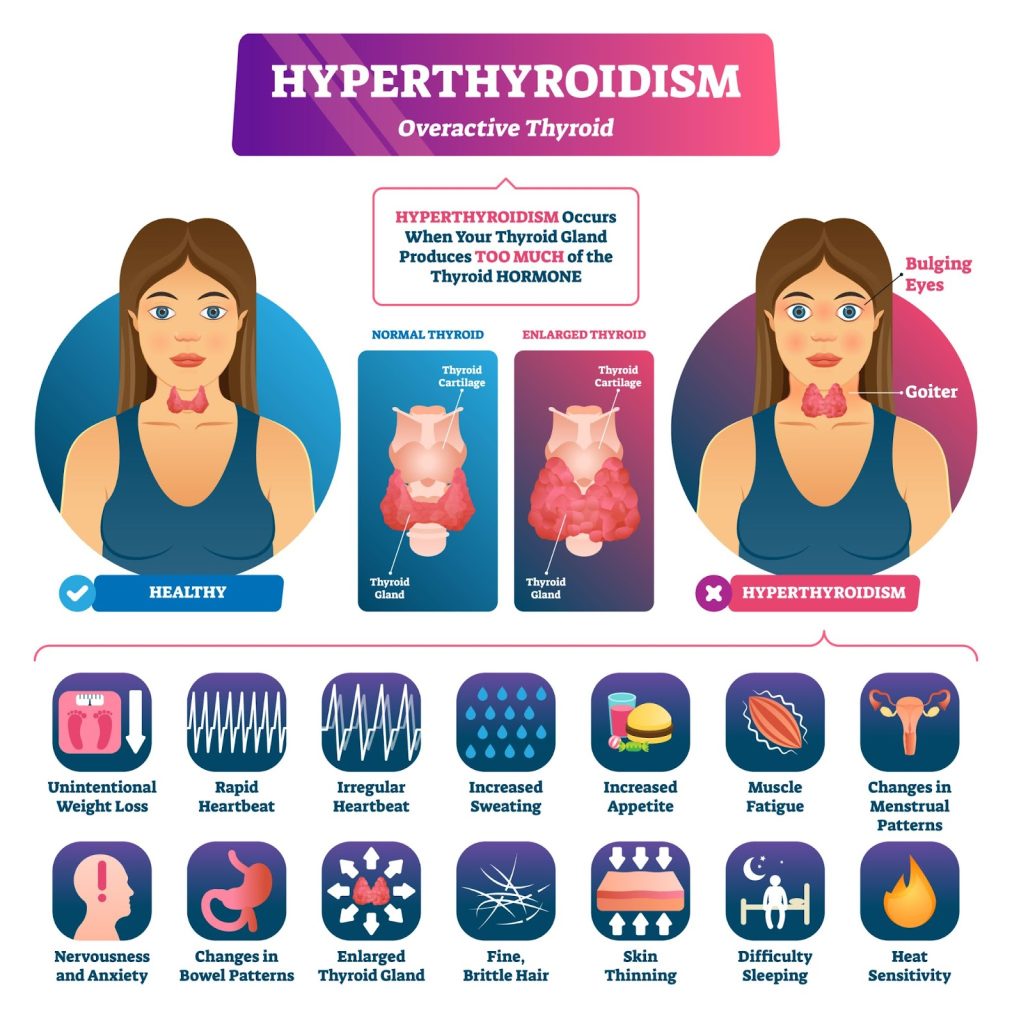 HYPERTHYROIDISM
Overactive Thyroid
HYPERTHYROIDISM Occurs
When Your Thyroid Gland
Produces TOO MUCH of the
Thyroid HORMONE
Bulging
Eyes
NORMAL THYROID
ENLARGED THYROID
Thyroid
Cartilage
Thyroid
Cartilage
Goiter
Thyroid
Gland
Thyroid
Gland
HEALTHY
HYPERTHYROIDISM
Unintentional
Weight Loss
Rapid
Heartbeat
Irregular
Heartbeat
Increased
Sweating
Increased
Appetite
Muscle
Fatigue
Changes in
Menstrual
Patterns
Nervousness
and Anxiety
Changes in
Bowel Patterns
Enlarged
Thyroid Gland
Fine,
Brittle Hair
Skin
Thinning
Difficulty
Sleeping
Heat
Sensitivity